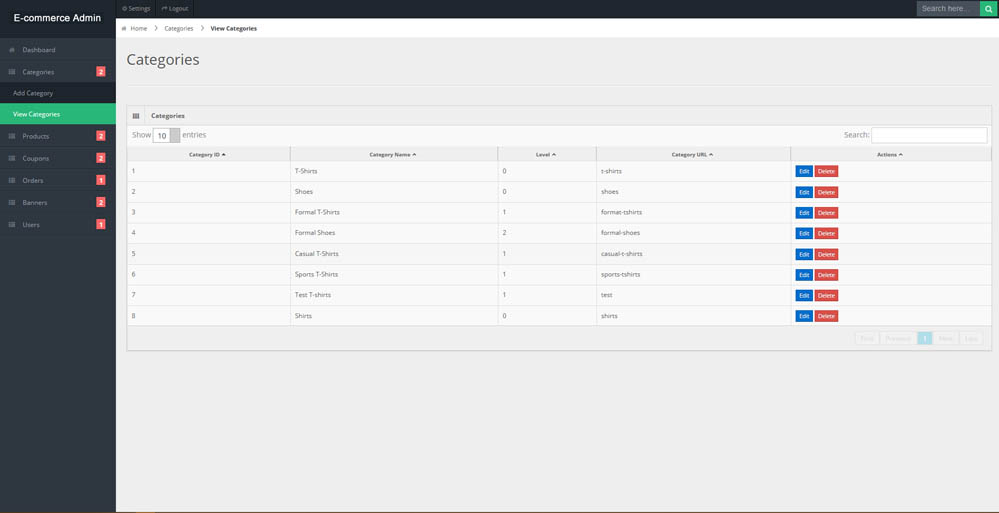 E-commerce Admin
Settings Logout Search here...
Home Categories View Categories
Dashboard
Categories 2
Add Category
View Categories
Products 2
Coupons 2
Orders 1
Banners 2
Users 1
Categories
Categories
Show 10 entries Search:
Category ID Category Name Level Category URL Actions
1 T-Shirts 0 t-shirts Edit Delete
2 Shoes 0 shoes Edit Delete
3 Formal T-Shirts 1 format-tshirts Edit Delete
4 Formal Shoes 2 formal-shoes Edit Delete
5 Casual T-Shirts 1 casual-t-shirts Edit Delete
6 Sports T-Shirts 1 sports-tshirts Edit Delete
7 Test T-shirts 1 test Edit Delete
8 Shirts 0 shirts Edit Delete
First Previous 1 Next Last